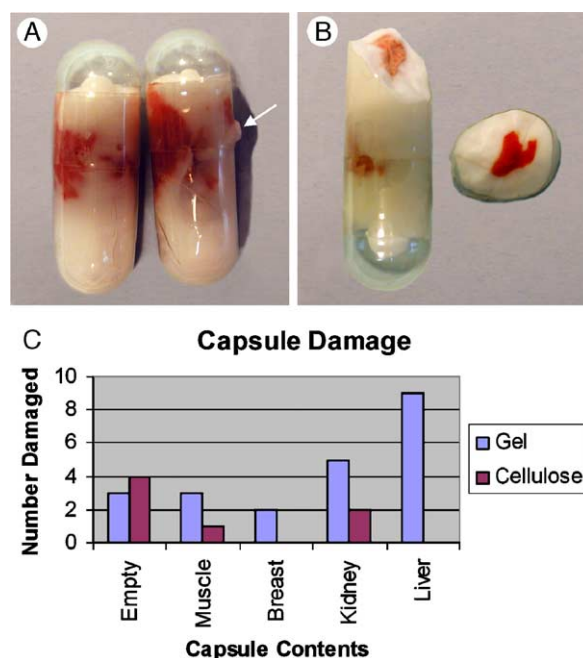 A
B
C
Capsule Damage
Number Damaged
10
8
6
4
2
0
Empty
Muscle
Breast
Kidney
Liver
Capsule Contents
Gel
Cellulose